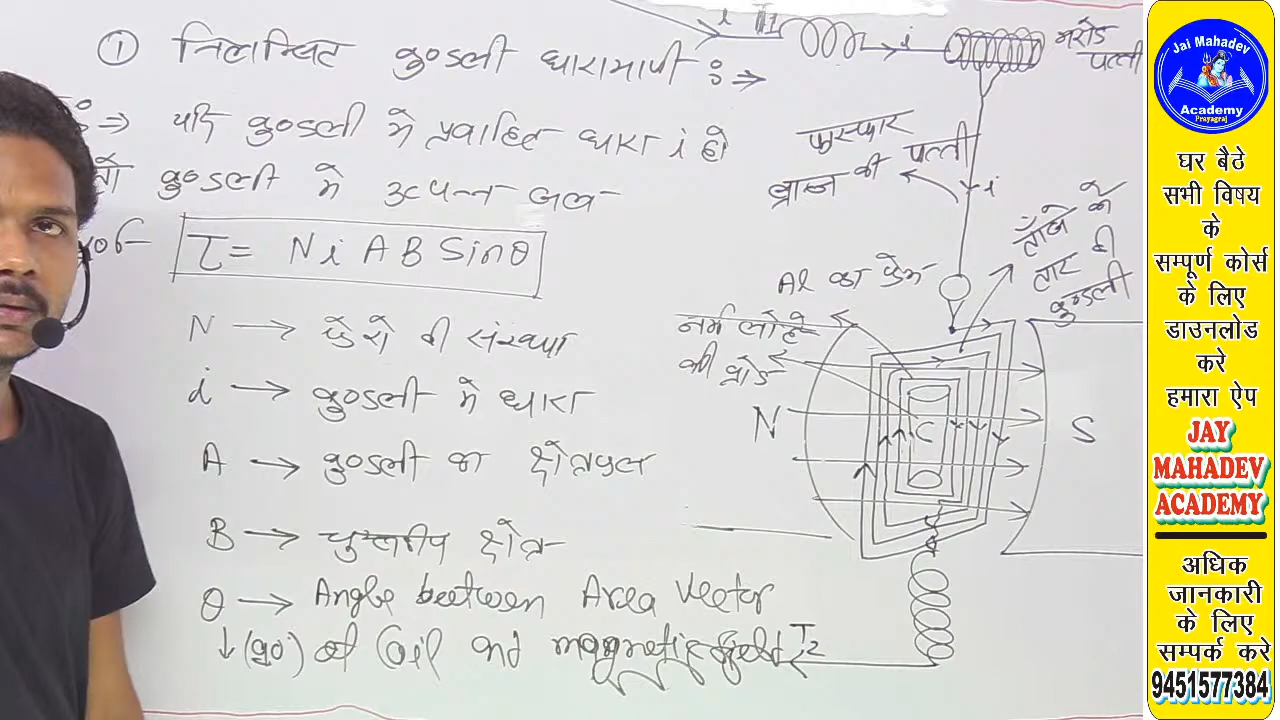 ① निलम्बित कुण्डली धारामापी :⇒
⇒ यदि कुण्डली मे प्रवाहित धारा i हो
तो कुण्डली मे उत्पन्न बल
τ = N i A B Sinθ
N → फेरो की संख्या
i → कुण्डली मे धारा
A → कुण्डली का क्षेत्रफल
B → चुम्बकीय क्षेत्र
θ → Angle beetween Area vector
↓ (90°) of Coil and magnetic field
T1
i
i
मरोड
पत्ती
फास्फार
ब्रान्ज की पत्ती
i
ताँबे के
तार की
कुण्डली
Al का फ्रेम
नर्म लोहे
की क्रोड
N
C
S
T2
Jai Mahadev
Academy
Prayagraj
घर बैठे
सभी विषय
के
सम्पूर्ण कोर्स
के लिए
डाउनलोड
करे
हमारा ऐप
JAY
MAHADEV
ACADEMY
अधिक
जानकारी
के लिए
सम्पर्क करे
9451577384